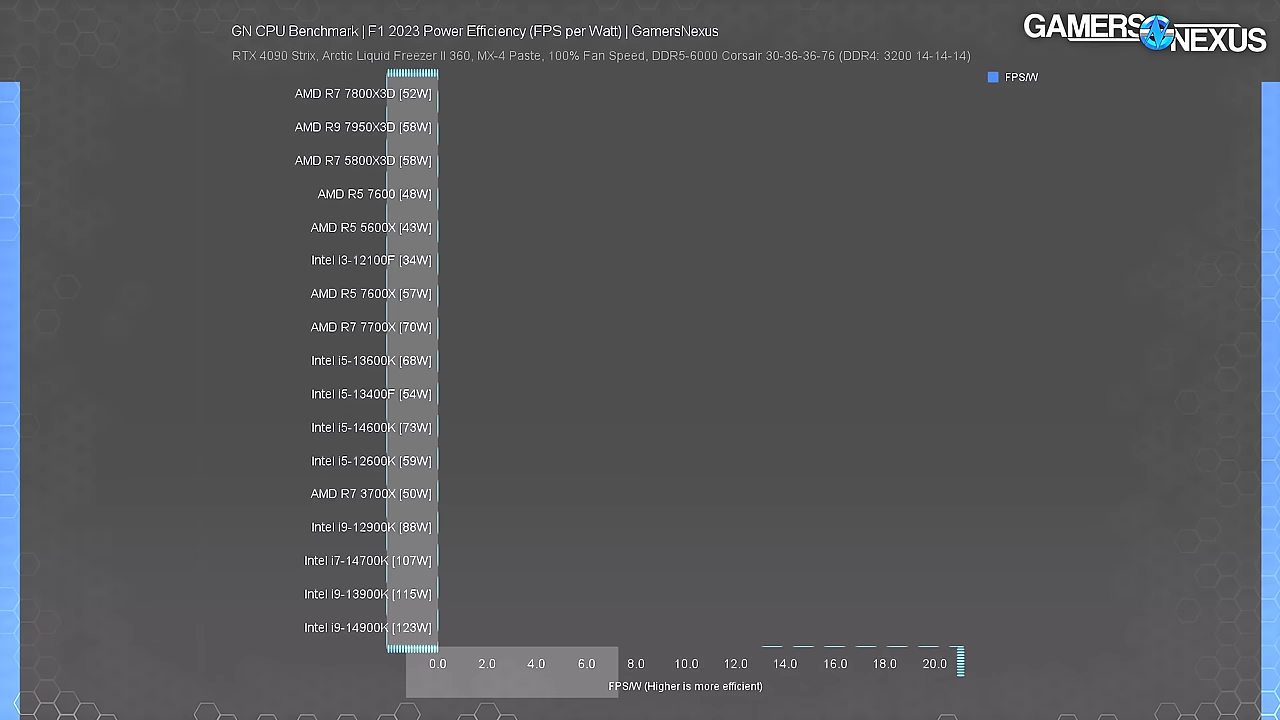 GN CPU Benchmark | F1 2023 Power Efficiency (FPS per Watt) | GamersNexus
GAMERS NEXUS
RTX 4090 Strix, Arctic Liquid Freezer II 360, MX-4 Paste, 100% Fan Speed, DDR5-6000 Corsair 30-36-36-76 (DDR4: 3200 14-14-14)
FPS/W
AMD R7 7800X3D [52W]
AMD R9 7950X3D [58W]
AMD R7 5800X3D [58W]
AMD R5 7600 [48W]
AMD R5 5600X [43W]
Intel i3-12100F [34W]
AMD R5 7600X [57W]
AMD R7 7700X [70W]
Intel i5-13600K [68W]
Intel i5-13400F [54W]
Intel i5-14600K [73W]
Intel i5-12600K [59W]
AMD R7 3700X [50W]
Intel i9-12900K [88W]
Intel i7-14700K [107W]
Intel i9-13900K [115W]
Intel i9-14900K [123W]
0.0 2.0 4.0 6.0 8.0 10.0 12.0 14.0 16.0 18.0 20.0
FPS/W (Higher is more efficient)